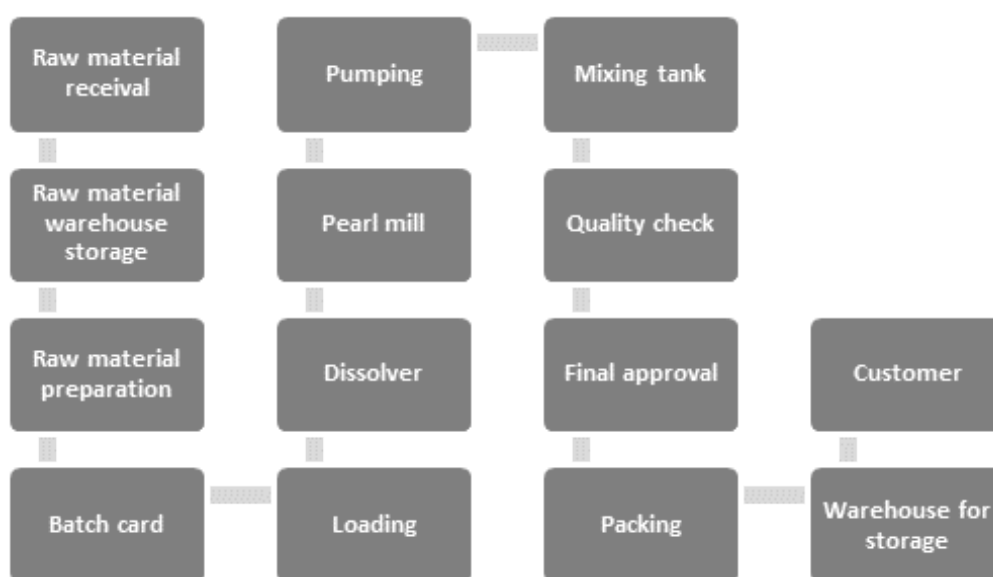 Raw material
receival
Raw material
warehouse
storage
Raw material
preparation
Batch card
Loading
Dissolver
Pearl mill
Pumping
Mixing tank
Quality check
Final approval
Packing
Warehouse for
storage
Customer